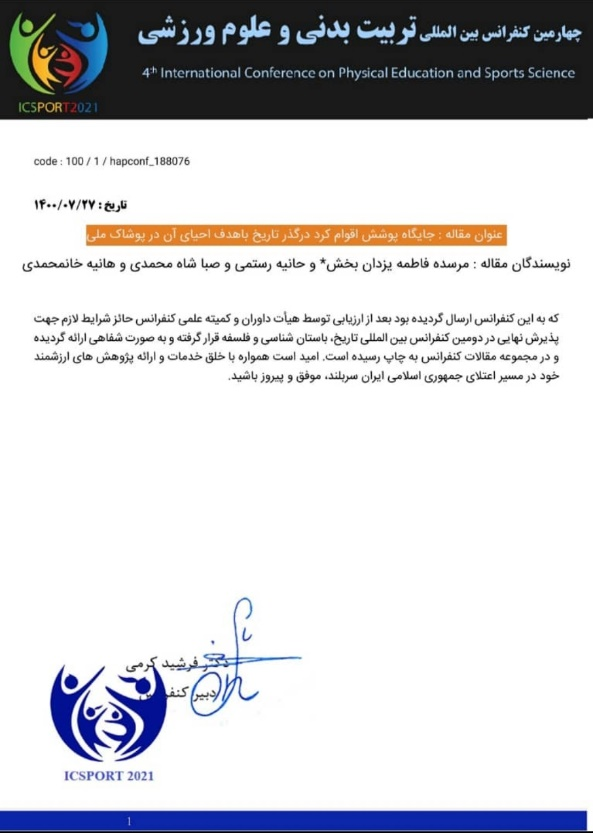 چهارمین کنفرانس بین المللی تربیت بدنی و علوم ورزشی
4th International Conference on Physical Education and Sports Science
ICSPORT2021
code : 100 / 1 / hapconf_188076
تاریخ : ۱۴۰۰/۰۷/۲۷
عنوان مقاله : جایگاه پوشش اقوام کرد درگذر تاریخ باهدف احیای آن در پوشاک ملی
نویسندگان مقاله : مرسده فاطمه یزدان بخش* و حانیه رستمی و صبا شاه محمدی و هانیه خانمحمدی
که به این کنفرانس ارسال گردیده بود بعد از ارزیابی توسط هیأت داوران و کمیته علمی کنفرانس حائز شرایط لازم جهت
پذیرش نهایی در دومین کنفرانس بین المللی تاریخ، باستان شناسی و فلسفه قرار گرفته و به صورت شفاهی ارائه گردیده
و در مجموعه مقالات کنفرانس به چاپ رسیده است. امید است همواره با خلق خدمات و ارائه پژوهش های ارزشمند
خود در مسیر اعتلای جمهوری اسلامی ایران سربلند، موفق و پیروز باشید.
دکتر فرشید کرمی
دبیر کنفرانس
ICSPORT 2021
1